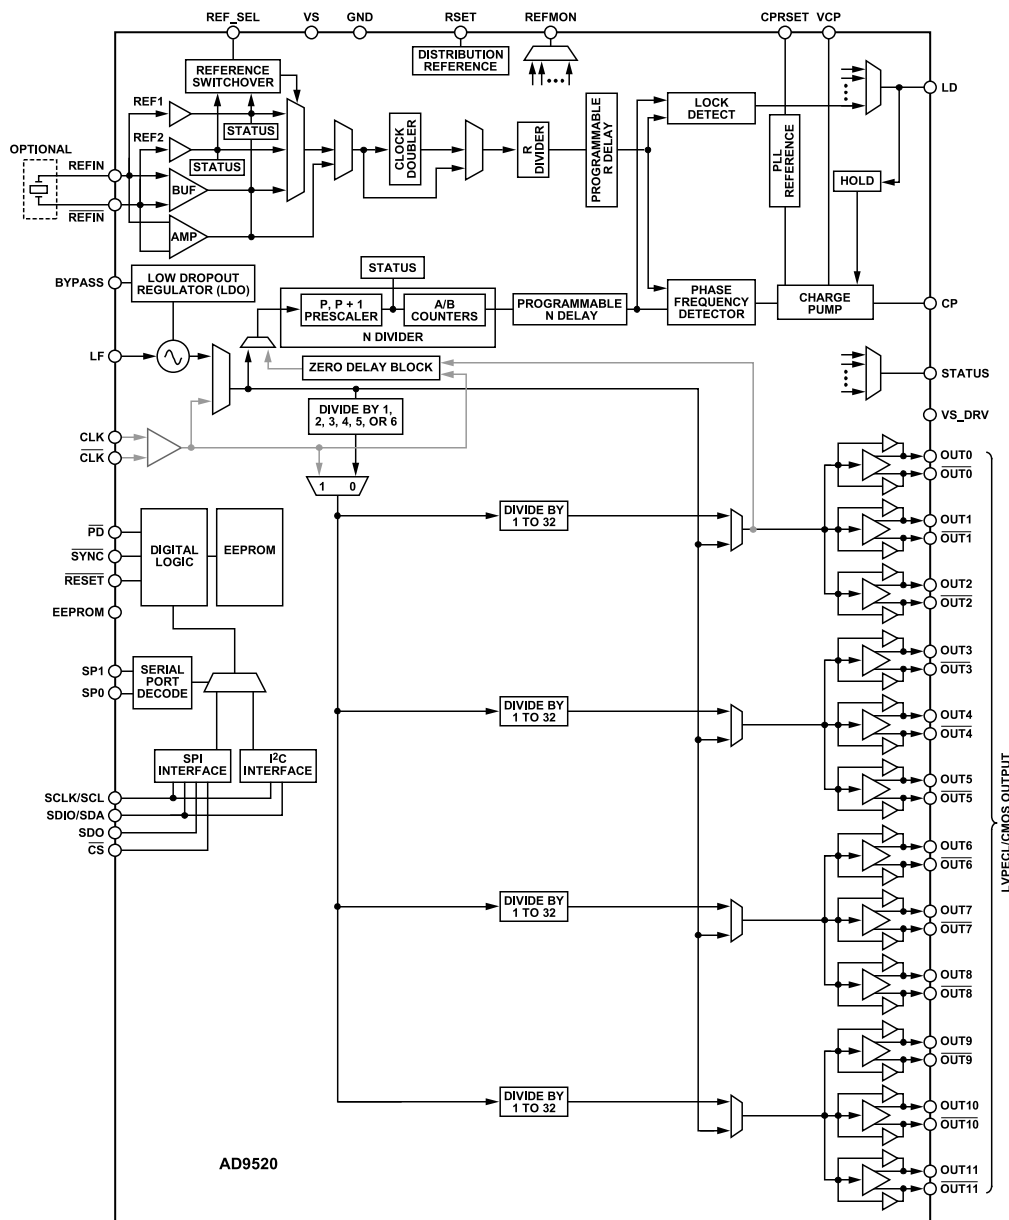 REF_SEL VS GND RSET REFMON CPRSET VCP
DISTRIBUTION
REFERENCE
REFERENCE
SWITCHOVER
REF1
STATUS
REF2
STATUS
OPTIONAL
REFIN
REFIN
BUF
AMP
CLOCK
DOUBLER
R
DIVIDER
PROGRAMMABLE
R DELAY
LOCK
DETECT
LD
PLL
REFERENCE
HOLD
BYPASS
LOW DROPOUT
REGULATOR (LDO)
STATUS
P, P + 1
PRESCALER
A/B
COUNTERS
N DIVIDER
PROGRAMMABLE
N DELAY
PHASE
FREQUENCY
DETECTOR
CHARGE
PUMP
CP
LF
ZERO DELAY BLOCK
STATUS
DIVIDE BY 1,
2, 3, 4, 5, OR 6
VS_DRV
CLK
CLK
1 0
OUT0
OUT0
DIVIDE BY
1 TO 32
OUT1
OUT1
PD
SYNC
RESET
DIGITAL
LOGIC
EEPROM
EEPROM
OUT2
OUT2
SP1
SP0
SERIAL
PORT
DECODE
OUT3
OUT3
DIVIDE BY
1 TO 32
OUT4
OUT4
SPI
INTERFACE
I²C
INTERFACE
OUT5
OUT5
SCLK/SCL
SDIO/SDA
SDO
CS
LVPECL/CMOS OUTPUT
OUT6
OUT6
DIVIDE BY
1 TO 32
OUT7
OUT7
OUT8
OUT8
OUT9
OUT9
DIVIDE BY
1 TO 32
OUT10
OUT10
AD9520
OUT11
OUT11